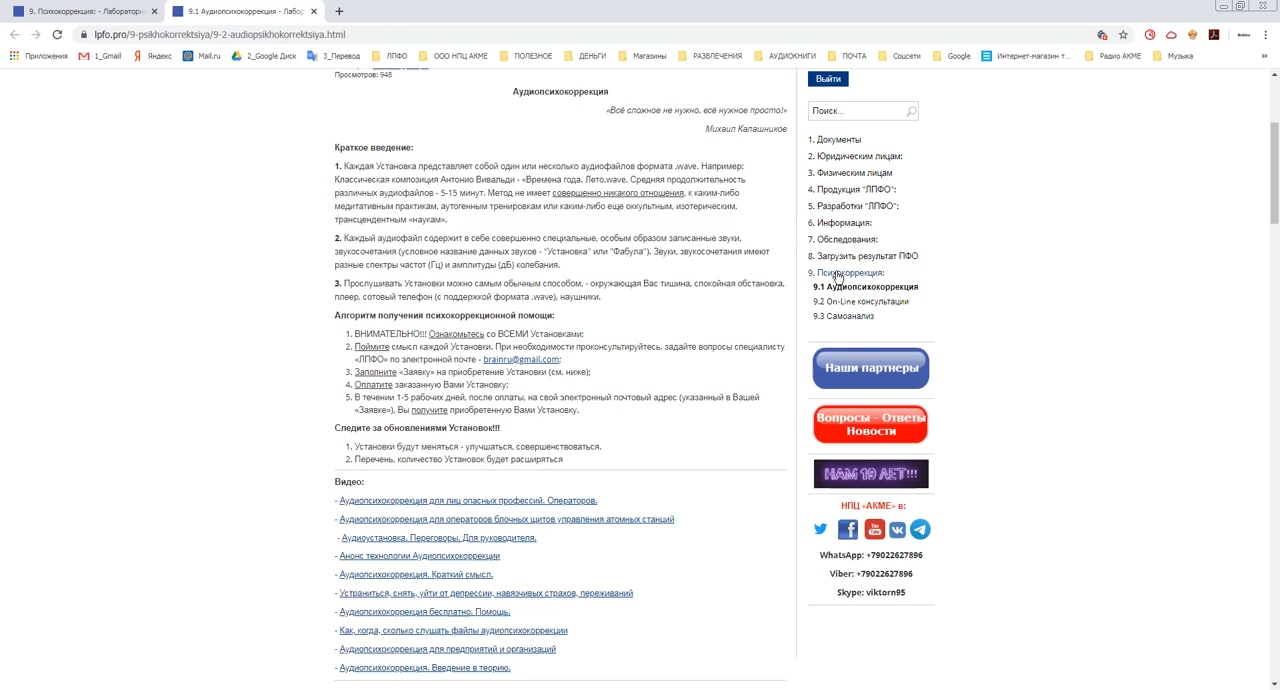 9. Психокоррекция: - Лаборатори
9.1 Аудиопсихокоррекция - Лабор
lpfo.pro/9-psikhokorrektsiya/9-2-audiopsikhokorrektsiya.html
Приложения 1_Gmail Яндекс Mail.ru 2_Google Диск 3_Перевод ЛПФО ООО НПЦ АКМЕ ПОЛЕЗНОЕ ДЕНЬГИ Магазины РАЗВЛЕЧЕНИЯ АУДИОКНИГИ ПОЧТА Соцсети Google Интернет-магазин т... Радио АКМЕ Музыка »
Просмотров: 948
Аудиопсихокоррекция
«Всё сложное не нужно, всё нужное просто!»
Михаил Калашников
Краткое введение:
1. Каждая Установка представляет собой один или несколько аудиофайлов формата .wave. Например:
Классическая композиция Антонио Вивальди - «Времена года. Лето.wave. Средняя продолжительность
различных аудиофайлов - 5-15 минут. Метод не имеет совершенно никакого отношения, к каким-либо
медитативным практикам, аутогенным тренировкам или каким-либо еще оккультным, изотерическим,
трансцендентным «наукам».
2. Каждый аудиофайл содержит в себе совершенно специальные, особым образом записанные звуки,
звукосочетания (условное название данных звуков - "Установка" или "Фабула"). Звуки, звукосочетания имеют
разные спектры частот (Гц) и амплитуды (дБ) колебания.
3. Прослушивать Установки можно самым обычным способом, - окружающая Вас тишина, спокойная обстановка,
плеер, сотовый телефон (с поддержкой формата .wave), наушники.
Алгоритм получения психокоррекционной помощи:
1. ВНИМАТЕЛЬНО!!! Ознакомьтесь со ВСЕМИ Установками;
2. Поймите смысл каждой Установки. При необходимости проконсультируйтесь, задайте вопросы специалисту
«ЛПФО» по электронной почте - brainru@gmail.com;
3. Заполните «Заявку» на приобретение Установки (см. ниже);
4. Оплатите заказанную Вами Установку;
5. В течении 1-5 рабочих дней, после оплаты, на свой электронный почтовый адрес (указанный в Вашей
«Заявке»), Вы получите приобретенную Вами Установку.
Следите за обновлениями Установок!!!
1. Установки будут меняться - улучшаться, совершенствоваться.
2. Перечень, количество Установок будет расширяться
Видео:
- Аудиопсихокоррекция для лиц опасных профессий. Операторов.
- Аудиопсихокоррекция для операторов блочных щитов управления атомных станций
- Аудиоустановка. Переговоры. Для руководителя.
- Анонс технологии Аудиопсихокоррекции
- Аудиопсихокоррекция. Краткий смысл.
- Устраниться, снять, уйти от депрессии, навязчивых страхов, переживаний
- Аудиопсихокоррекция бесплатно. Помощь.
- Как, когда, сколько слушать файлы аудиопсихокоррекции
- Аудиопсихокоррекция для предприятий и организаций
- Аудиопсихокоррекция. Введение в теорию.
Выйти
Поиск...
1. Документы
2. Юридическим лицам:
3. Физическим лицам
4. Продукция "ЛПФО":
5. Разработки "ЛПФО":
6. Информация:
7. Обследования:
8. Загрузить результат ПФО
9. Психокоррекция:
9.1 Аудиопсихокоррекция
9.2 On-Line консультации
9.3 Самоанализ
Наши партнеры
Вопросы - Ответы
Новости
НАМ 19 ЛЕТ!!!
НПЦ «АКМЕ» в:
WhatsApp: +79022627896
Viber: +79022627896
Skype: viktorn95